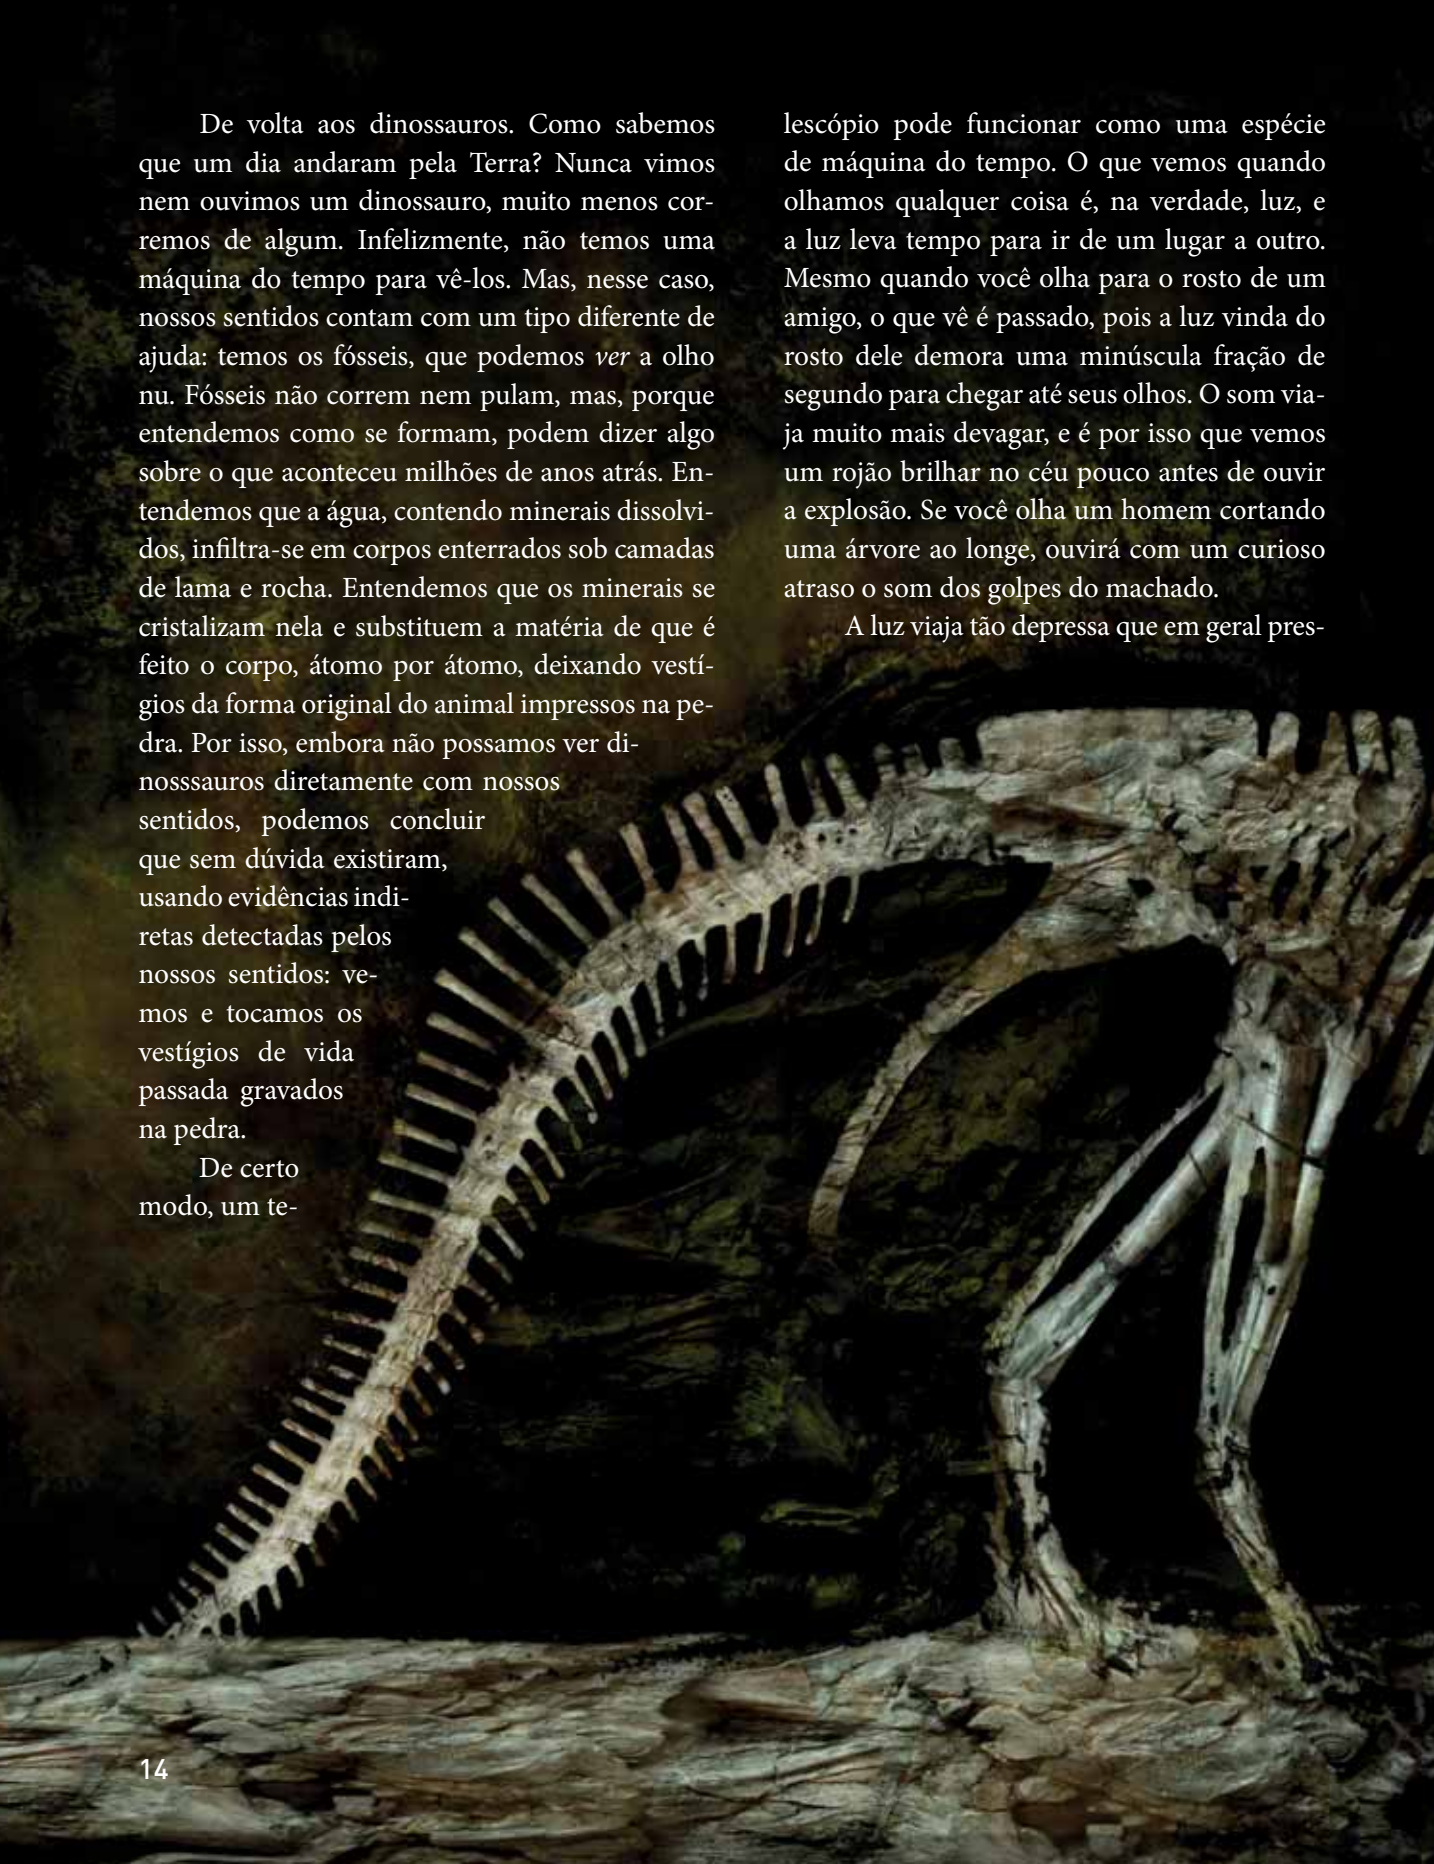 De volta aos dinossauros. Como sabemos
que um dia andaram pela Terra? Nunca vimos
nem ouvimos um dinossauro, muito menos cor-
remos de algum. Infelizmente, não temos uma
máquina do tempo para vê-los. Mas, nesse caso,
nossos sentidos contam com um tipo diferente de
ajuda: temos os fósseis, que podemos ver a olho
nu. Fósseis não correm nem pulam, mas, porque
entendemos como se formam, podem dizer algo
sobre o que aconteceu milhões de anos atrás. En-
tendemos que a água, contendo minerais dissolvi-
dos, infiltra-se em corpos enterrados sob camadas
de lama e rocha. Entendemos que os minerais se
cristalizam nela e substituem a matéria de que é
feito o corpo, átomo por átomo, deixando vestí-
gios da forma original do animal impressos na pe-
dra. Por isso, embora não possamos ver di-
nosssauros diretamente com nossos
sentidos, podemos concluir
que sem dúvida existiram,
usando evidências indi-
retas detectadas pelos
nossos sentidos: ve-
mos e tocamos os
vestígios de vida
passada gravados
na pedra.
De certo
modo, um te-
lescópio pode funcionar como uma espécie
de máquina do tempo. O que vemos quando
olhamos qualquer coisa é, na verdade, luz, e
a luz leva tempo para ir de um lugar a outro.
Mesmo quando você olha para o rosto de um
amigo, o que vê é passado, pois a luz vinda do
rosto dele demora uma minúscula fração de
segundo para chegar até seus olhos. O som via-
ja muito mais devagar, e é por isso que vemos
um rojão brilhar no céu pouco antes de ouvir
a explosão. Se você olha um homem cortando
uma árvore ao longe, ouvirá com um curioso
atraso o som dos golpes do machado.
A luz viaja tão depressa que em geral pres-
14